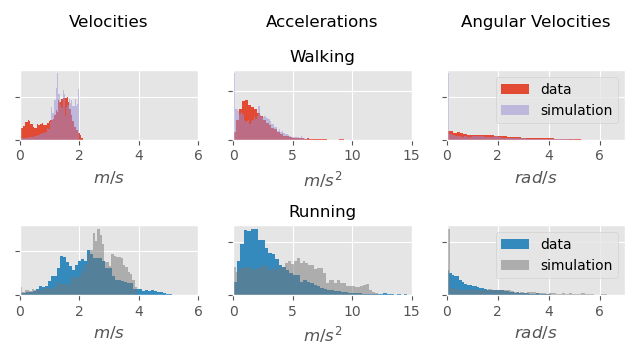 Velocities Accelerations Angular Velocities
Walking
data
simulation
0 2 4 6 0 5 10 15 0 2 4 6
m/s m/s² rad/s
Running
data
simulation
0 2 4 6 0 5 10 15 0 2 4 6
m/s m/s² rad/s